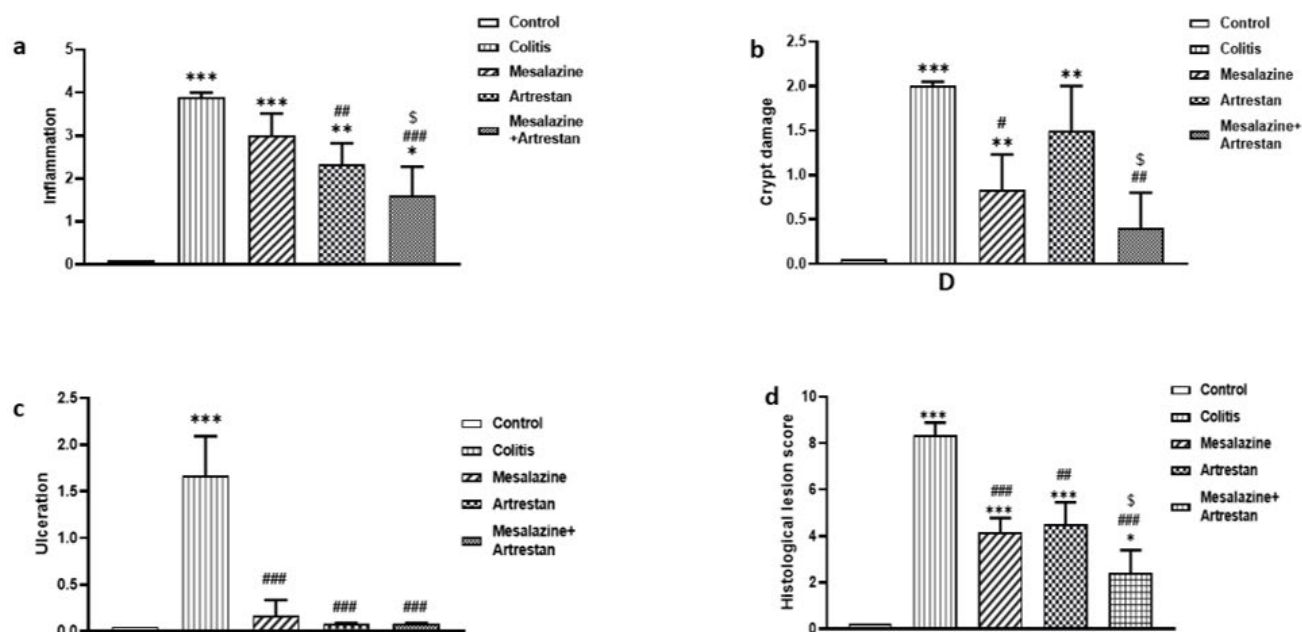 a
Inflammation
5
4
3
2
1
0
***
***
##
**
$
###
*
Control
Colitis
Mesalazine
Artrestan
Mesalazine
+Artrestan
b
Crypt damage
2.5
2.0
1.5
1.0
0.5
0.0
***
#
**
**
$
##
D
Control
Colitis
Mesalazine
Artrestan
Mesalazine+
Artrestan
c
Ulceration
2.5
2.0
1.5
1.0
0.5
0.0
***
###
###
###
Control
Colitis
Mesalazine
Artrestan
Mesalazine+
Artrestan
d
Histological lesion score
10
8
6
4
2
0
***
###
***
##
***
$
###
*
Control
Colitis
Mesalazine
Artrestan
Mesalazine+
Artrestan